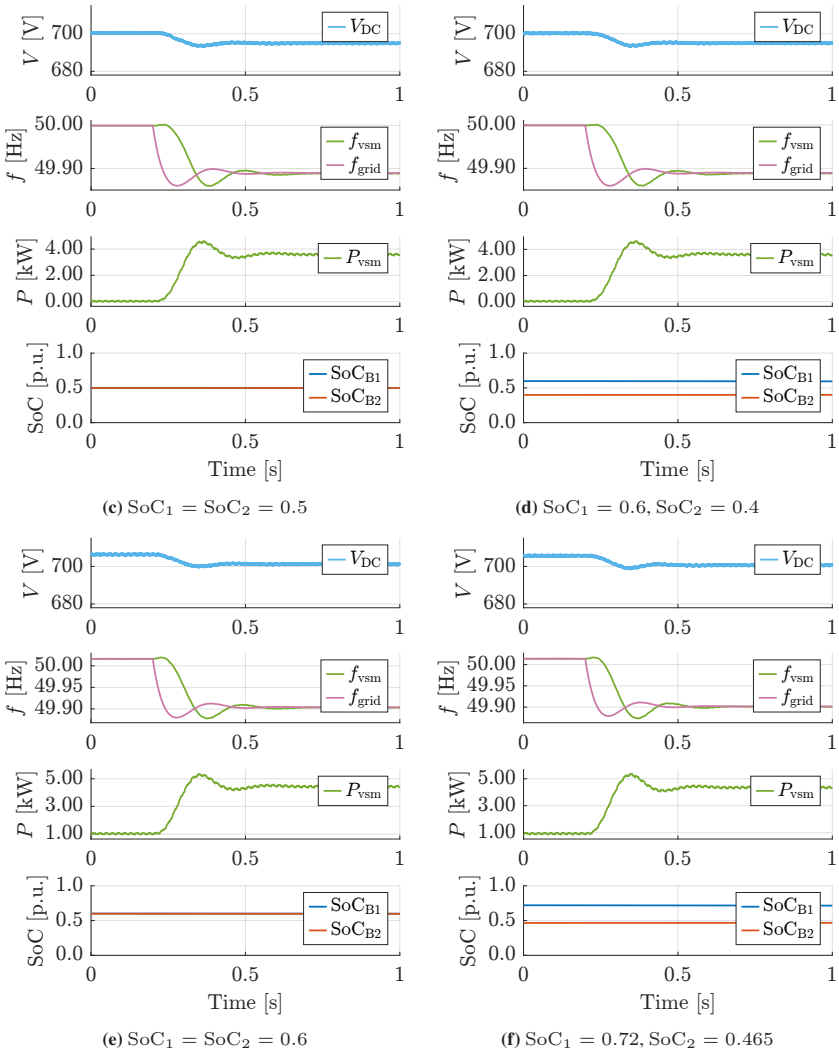 700
680
V [V]
V_DC
0
0.5
1
50.00
49.90
f [Hz]
f_vsm
f_grid
0
0.5
1
4.00
2.00
0.00
P [kW]
P_vsm
0
0.5
1
1.0
0.5
0.0
SoC [p.u.]
SoC_B1
SoC_B2
0
0.5
1
Time [s]
(c) SoC₁ = SoC₂ = 0.5
700
680
V [V]
V_DC
0
0.5
1
50.00
49.90
f [Hz]
f_vsm
f_grid
0
0.5
1
4.00
2.00
0.00
P [kW]
P_vsm
0
0.5
1
1.0
0.5
0.0
SoC [p.u.]
SoC_B1
SoC_B2
0
0.5
1
Time [s]
(d) SoC₁ = 0.6, SoC₂ = 0.4
700
680
V [V]
V_DC
0
0.5
1
50.00
49.95
49.90
f [Hz]
f_vsm
f_grid
0
0.5
1
5.00
3.00
1.00
P [kW]
P_vsm
0
0.5
1
1.0
0.5
0.0
SoC [p.u.]
SoC_B1
SoC_B2
0
0.5
1
Time [s]
(e) SoC₁ = SoC₂ = 0.6
700
680
V [V]
V_DC
0
0.5
1
50.00
49.95
49.90
f [Hz]
f_vsm
f_grid
0
0.5
1
5.00
3.00
1.00
P [kW]
P_vsm
0
0.5
1
1.0
0.5
0.0
SoC [p.u.]
SoC_B1
SoC_B2
0
0.5
1
Time [s]
(f) SoC₁ = 0.72, SoC₂ = 0.465